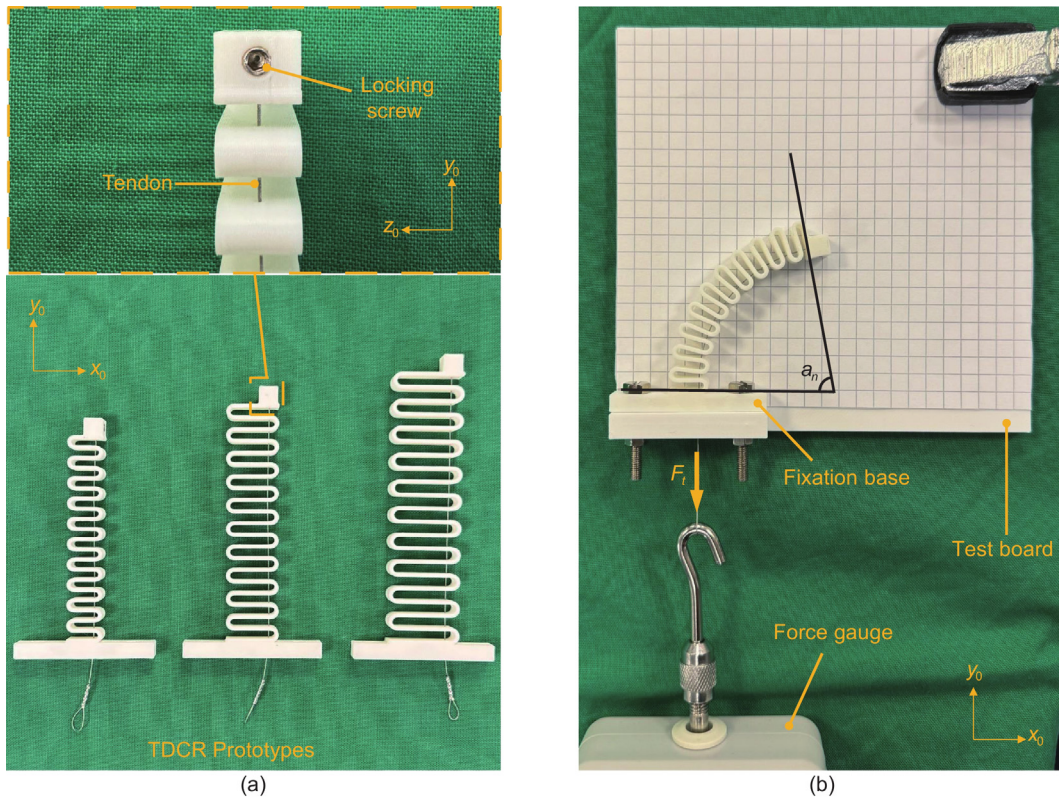 Locking
screw
Tendon
y₀
z₀
y₀
x₀
TDCR Prototypes
(a)
aₙ
Fixation base
Fₜ
Test board
Force gauge
y₀
x₀
(b)